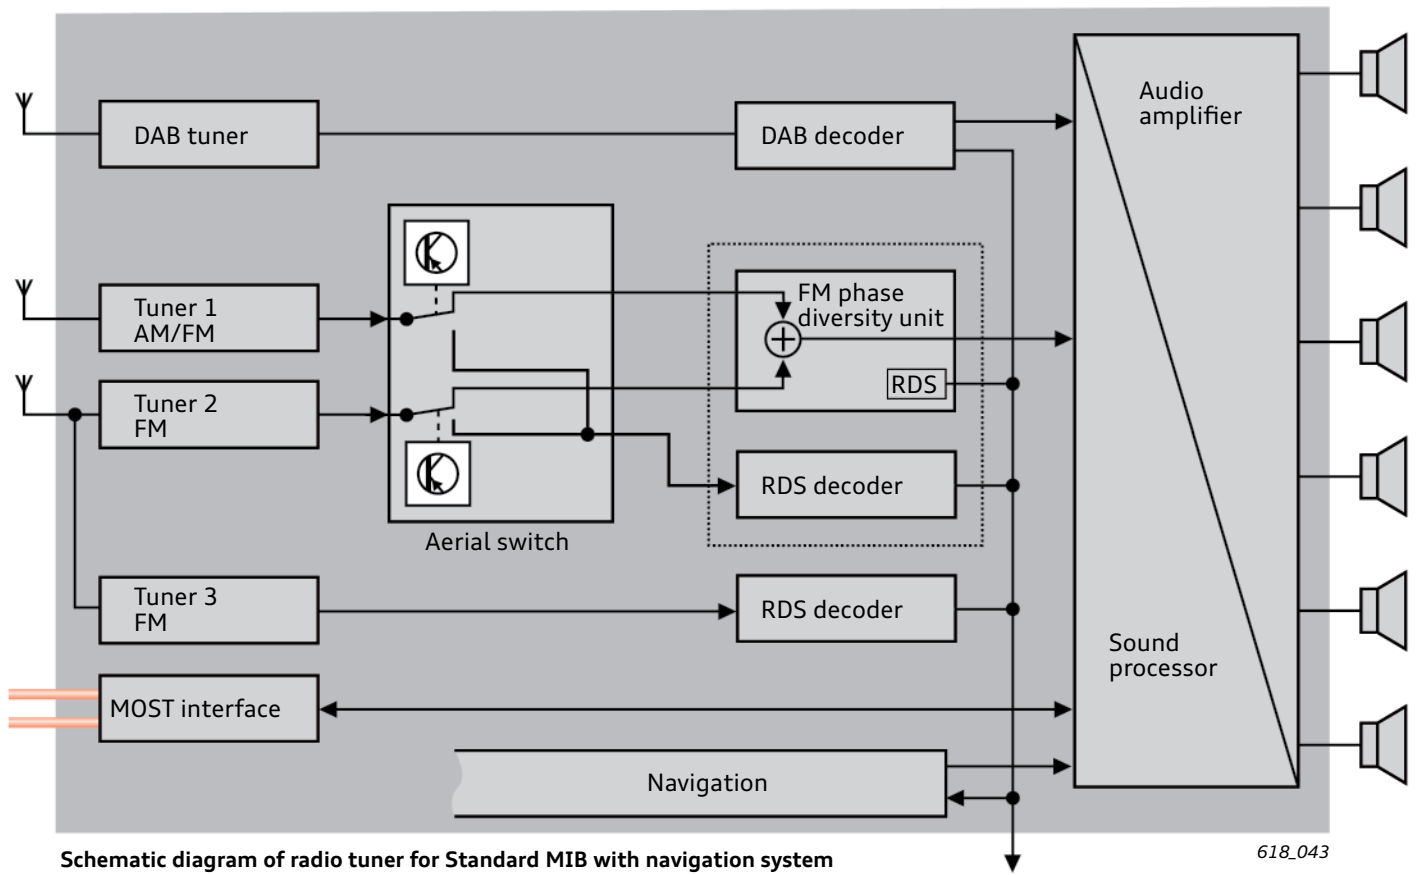 DAB tuner
DAB decoder
Audio
amplifier
Tuner 1
AM/FM
FM phase
diversity unit
RDS
Tuner 2
FM
RDS decoder
Aerial switch
Tuner 3
FM
RDS decoder
Sound
processor
MOST interface
Navigation
Schematic diagram of radio tuner for Standard MIB with navigation system
618_043